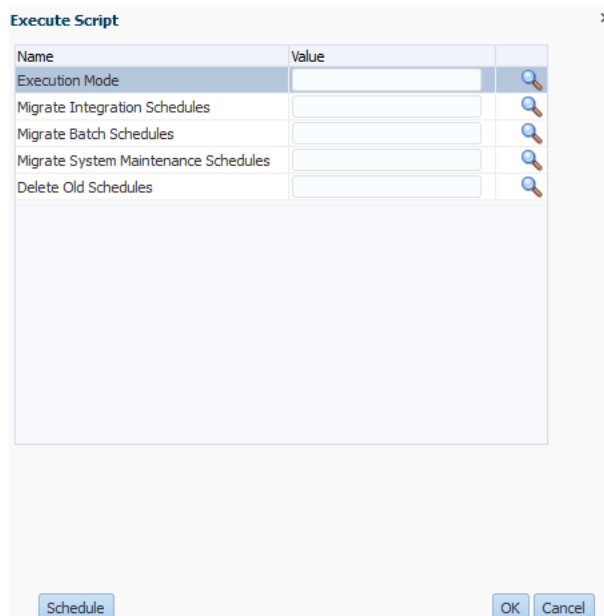 Execute Script
Name Value
Execution Mode
Migrate Integration Schedules
Migrate Batch Schedules
Migrate System Maintenance Schedules
Delete Old Schedules
Schedule OK Cancel